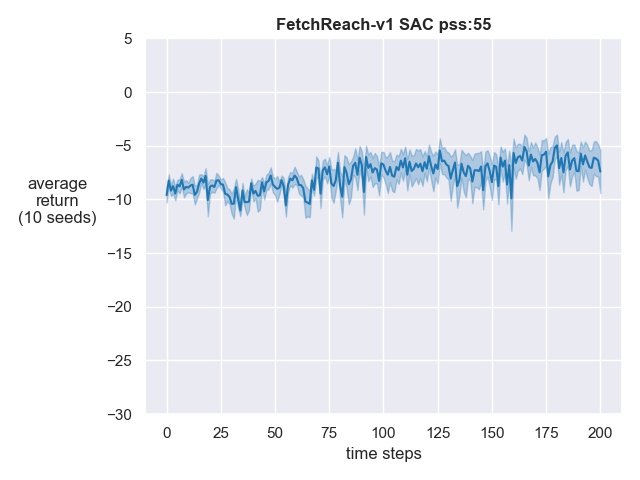 FetchReach-v1 SAC pss:55
5
0
−5
−10
−15
−20
−25
−30
average
return
(10 seeds)
0 25 50 75 100 125 150 175 200
time steps